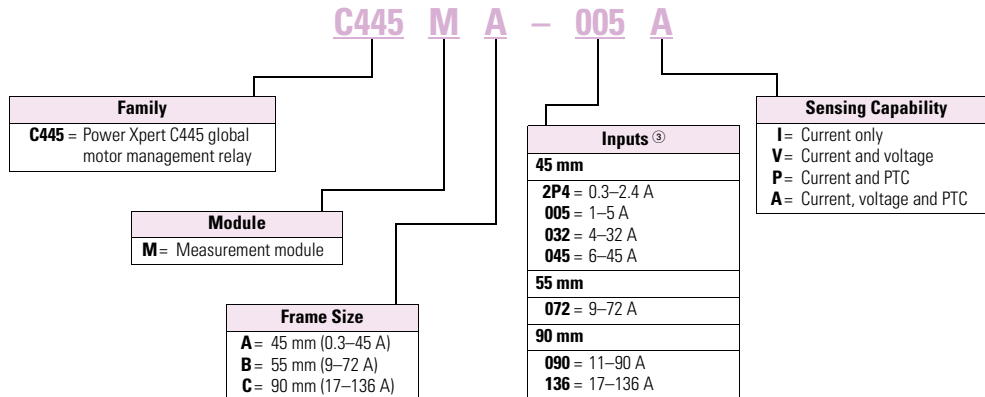 C445 M A – 005 A
Family
C445 = Power Xpert C445 global
motor management relay
Module
M = Measurement module
Frame Size
A = 45 mm (0.3–45 A)
B = 55 mm (9–72 A)
C = 90 mm (17–136 A)
Inputs ③
45 mm
2P4 = 0.3–2.4 A
005 = 1–5 A
032 = 4–32 A
045 = 6–45 A
55 mm
072 = 9–72 A
90 mm
090 = 11–90 A
136 = 17–136 A
Sensing Capability
I = Current only
V = Current and voltage
P = Current and PTC
A = Current, voltage and PTC